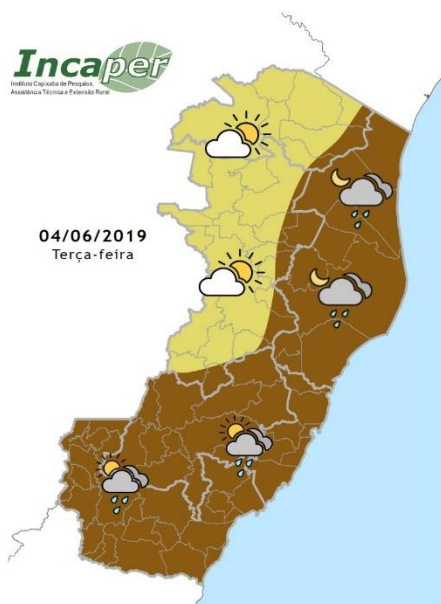 Incaper
Instituto Capixaba de Pesquisa,
Assistência Técnica e Extensão Rural
04/06/2019
Terça-feira